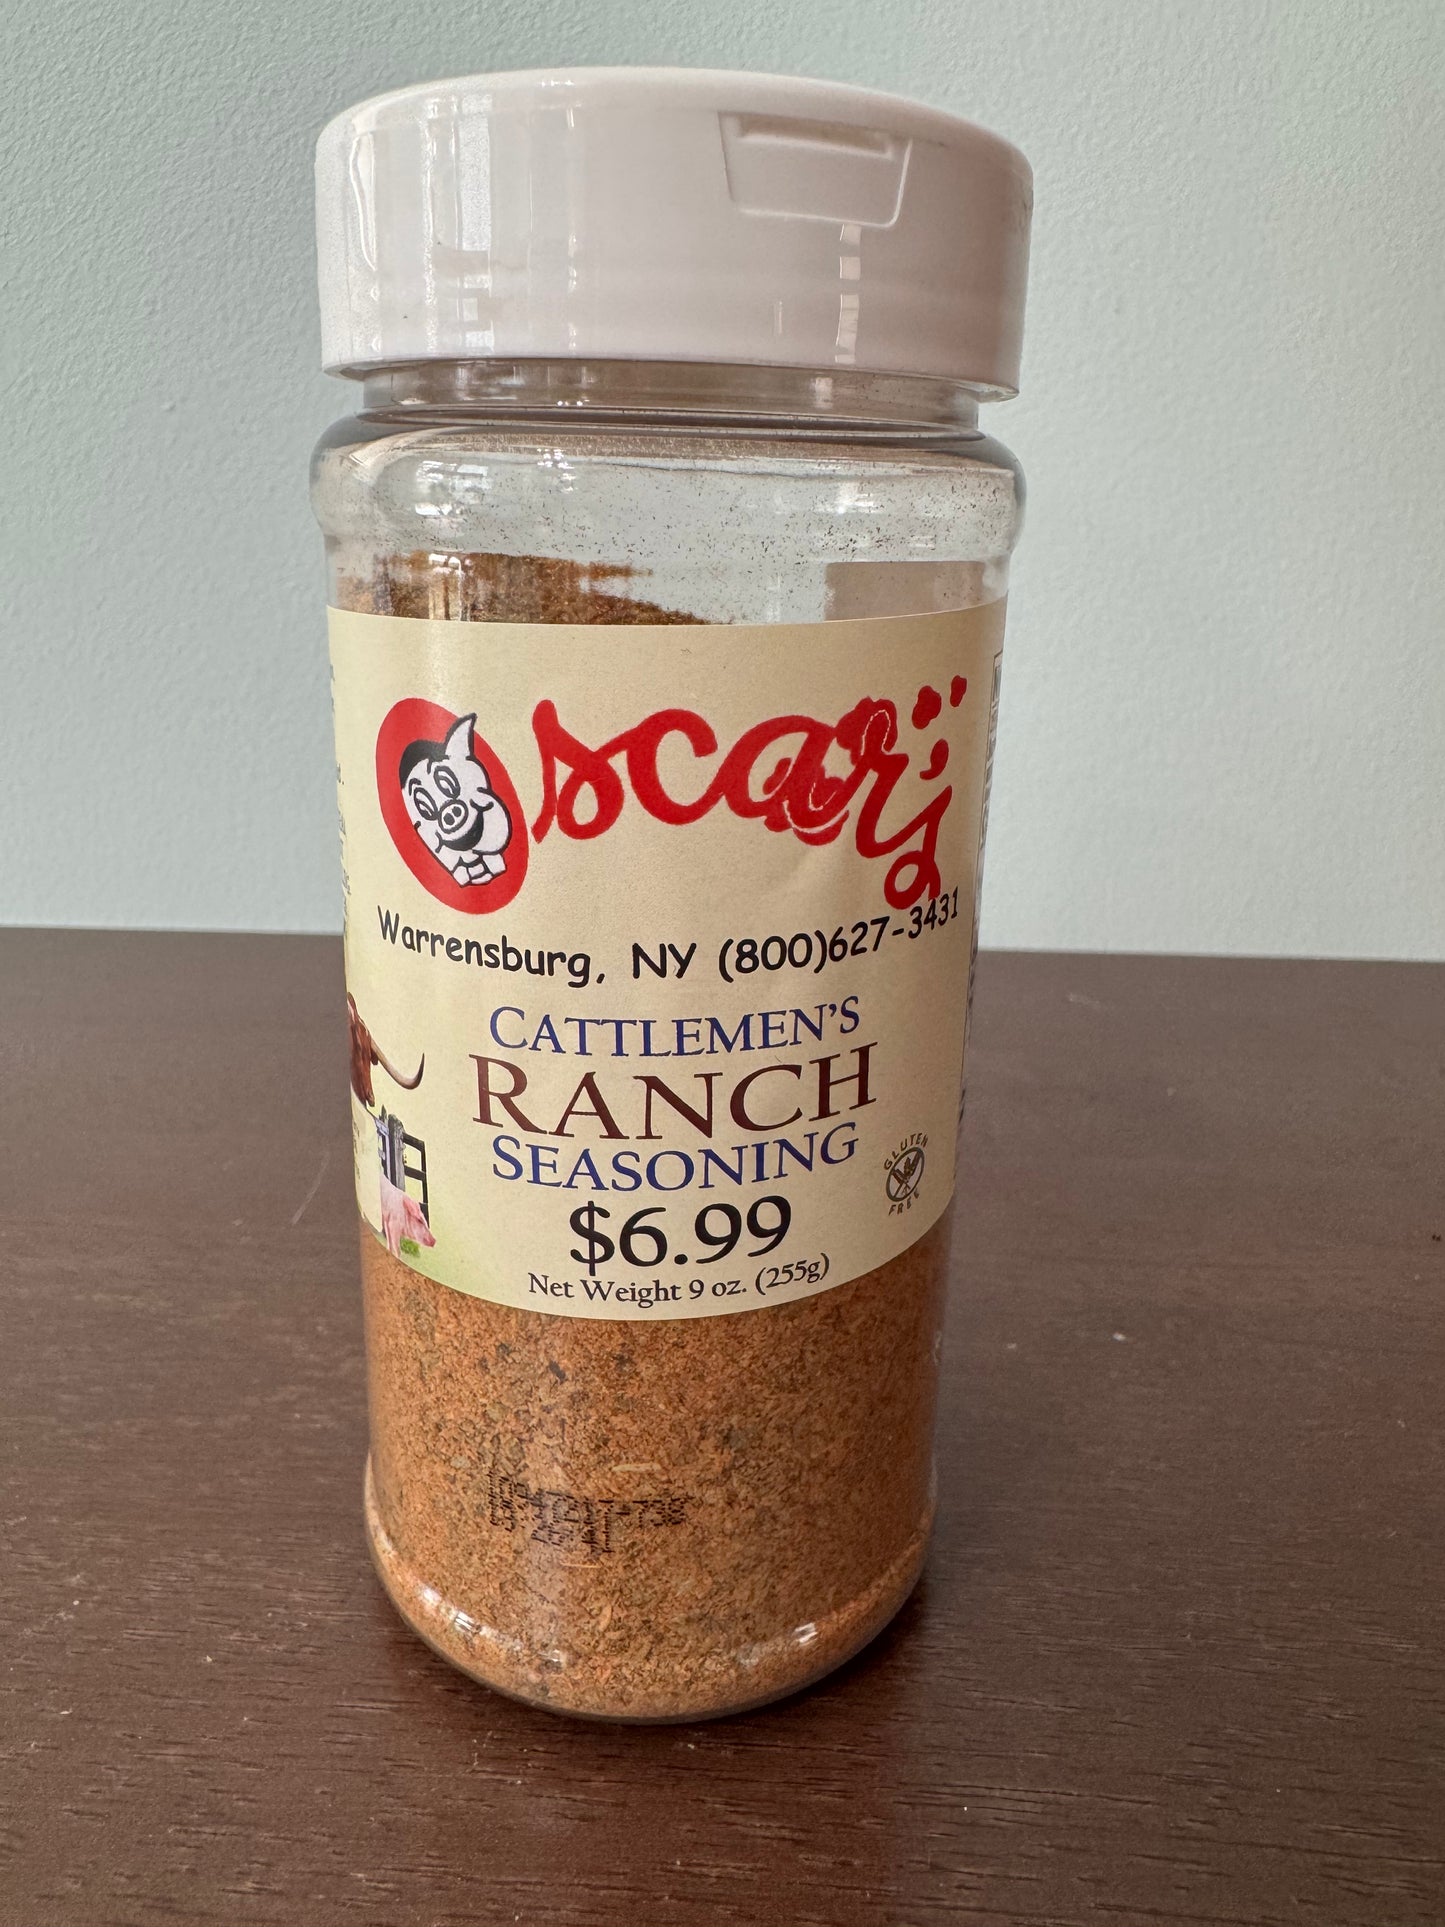 Oscar's
Warrensburg, NY (800)627-3431
CATTLEMEN'S
RANCH
SEASONING
GLUTEN
FREE
$6.99
Net Weight 9 oz. (255g)